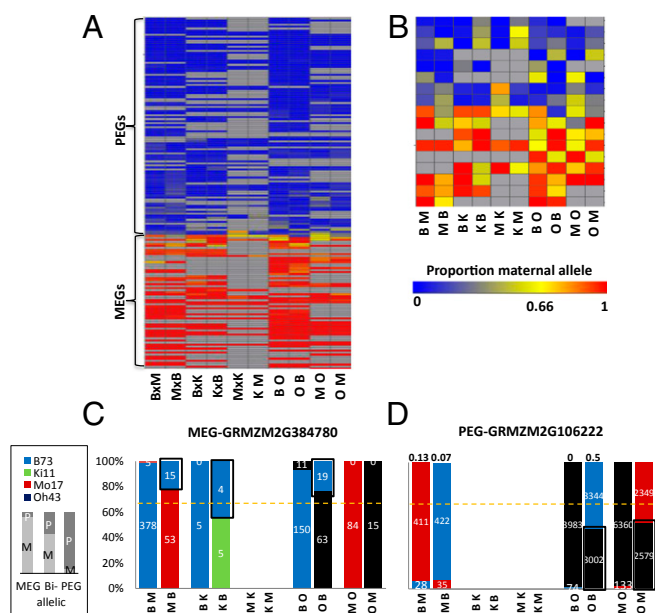 A
B
PEGs
MEGs
BxM MxB BxK KxB MxK K M B O O B M O O M
B M M B B K K B M K K M B O O B M O O M
Proportion maternal allele
0 0.66 1
C
D
MEG-GRMZM2G384780
PEG-GRMZM2G106222
B73
Ki11
Mo17
Oh43
P P P
M M M
MEG Bi- PEG
allelic
100%
80%
60%
40%
20%
0%
5 15 0 4 11 19 0 0
378 53 5 5 150 63 84 15
B M M B B K K B M K K M B O O B M O O M
0.13 0.07 0 0.5
411 422 3983 3344 6360 2349
28 35 74 3002 133 2579
B M M B B K K B M K K M B O O B M O O M